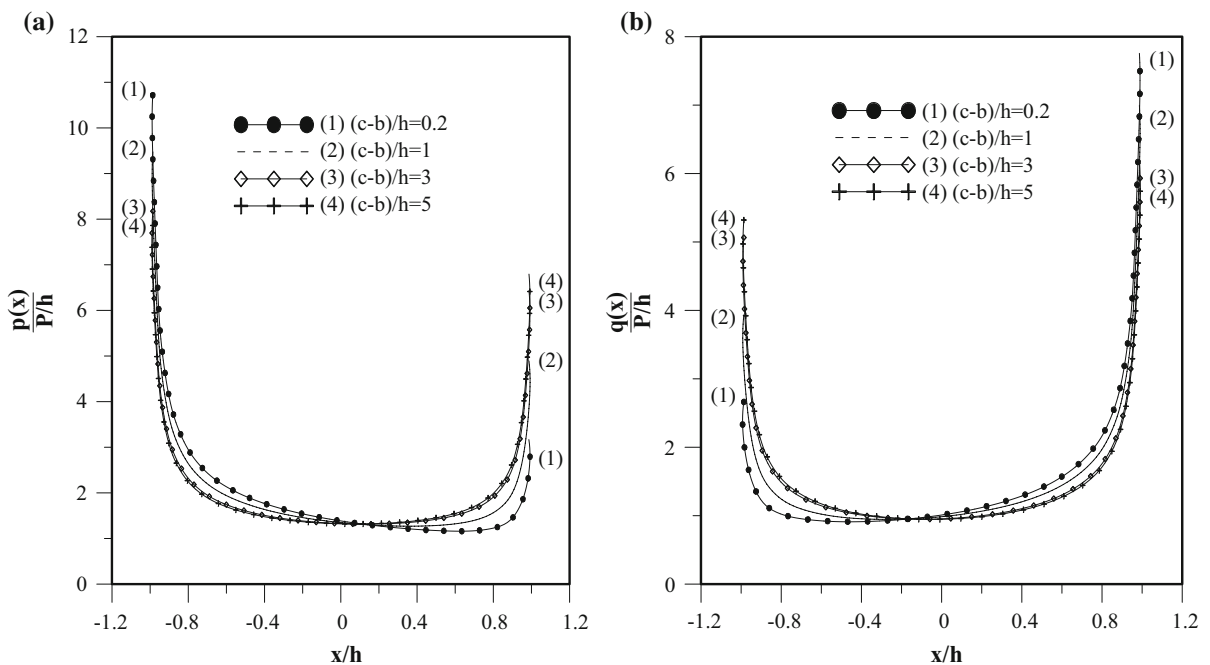 (a)
12
10
8
6
4
2
0
p(x)
P/h
(1)
(2)
(3)
(4)
(1) (c-b)/h=0.2
(2) (c-b)/h=1
(3) (c-b)/h=3
(4) (c-b)/h=5
(4)
(3)
(2)
(1)
-1.2 -0.8 -0.4 0 0.4 0.8 1.2
x/h
(b)
8
6
4
2
0
q(x)
P/h
(4)
(3)
(2)
(1)
(1) (c-b)/h=0.2
(2) (c-b)/h=1
(3) (c-b)/h=3
(4) (c-b)/h=5
(1)
(2)
(3)
(4)
-1.2 -0.8 -0.4 0 0.4 0.8 1.2
x/h